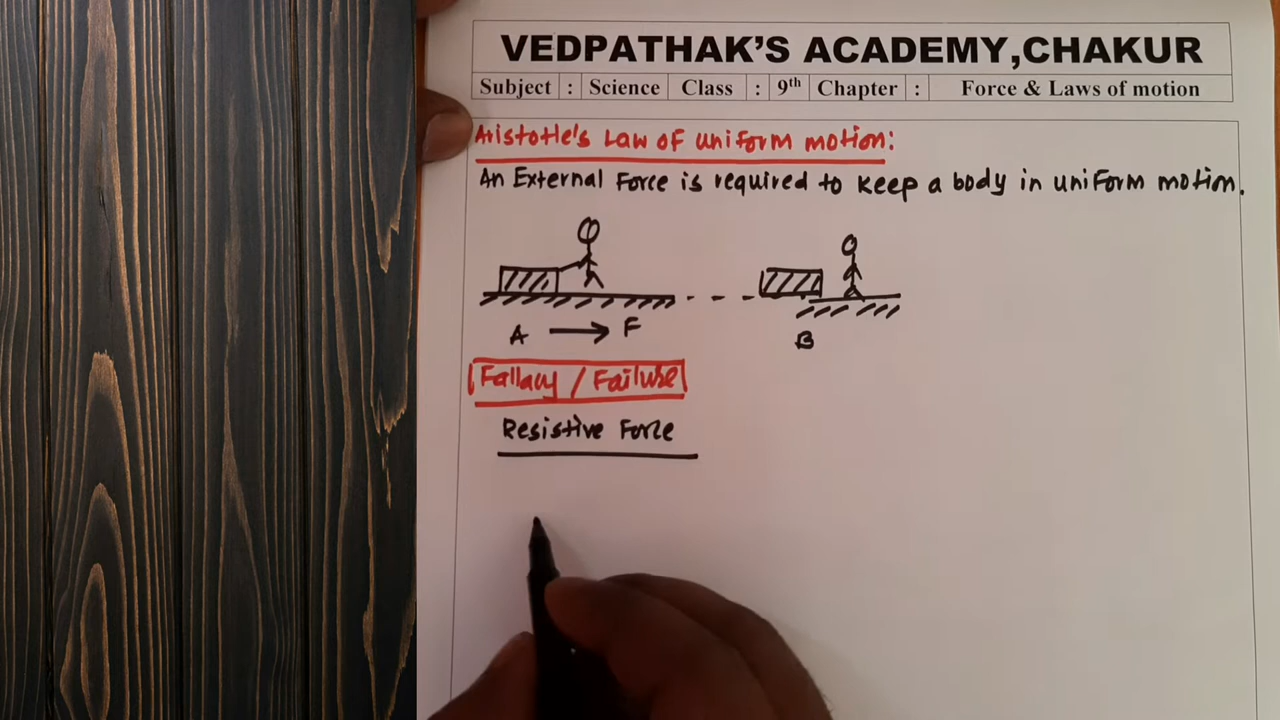 VEDPATHAK'S ACADEMY,CHAKUR
Subject : Science Class : 9th Chapter : Force & Laws of motion
Aristotle's Law of uniform motion:
An External Force is required to keep a body in uniform motion.
A → F B
Fallacy / Failure
Resistive Force